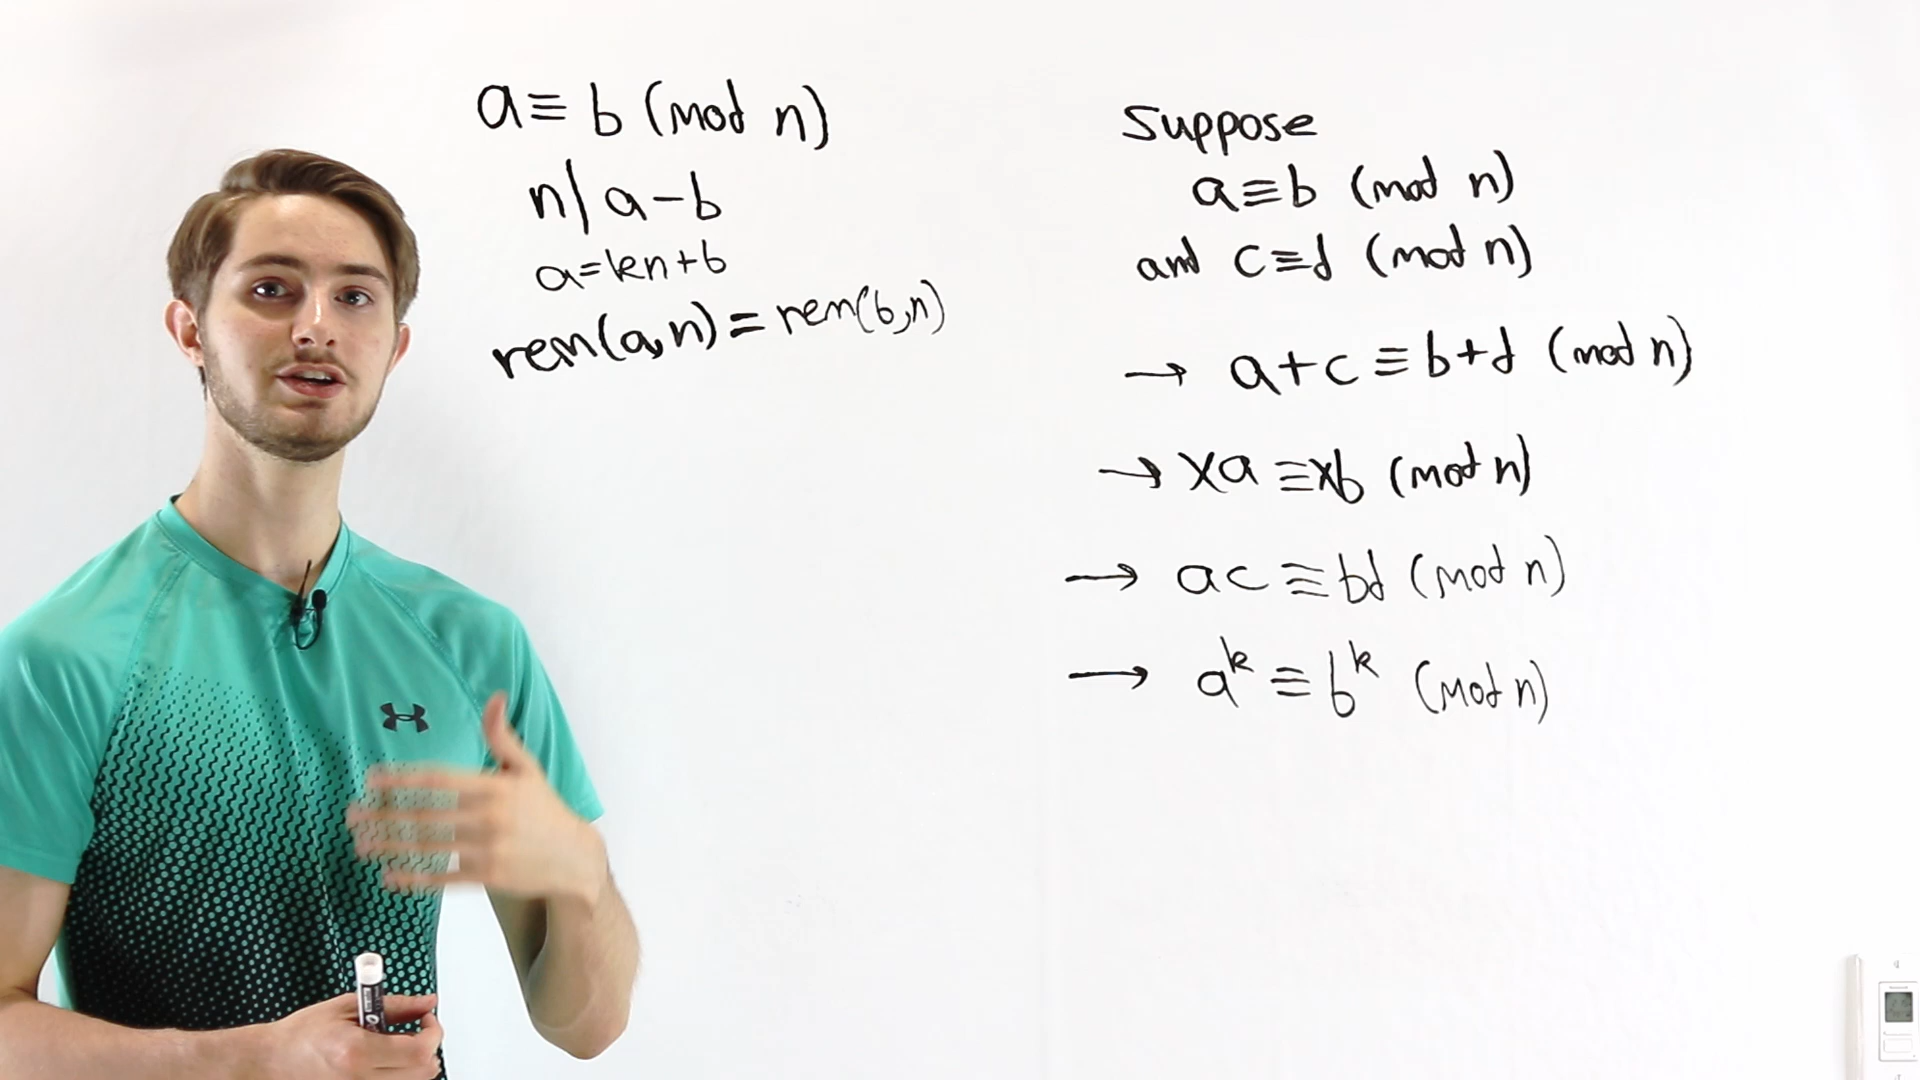 a≡ b (mod n)
n| a-b
a=kn+b
rem(a,n)=rem(b,n)
Suppose
a≡b (mod n)
and c≡d (mod n)
→ a+c ≡ b+d (mod n)
→ xa ≡xb (mod n)
→ ac ≡ bd (mod n)
→ a^k ≡ b^k (mod n)